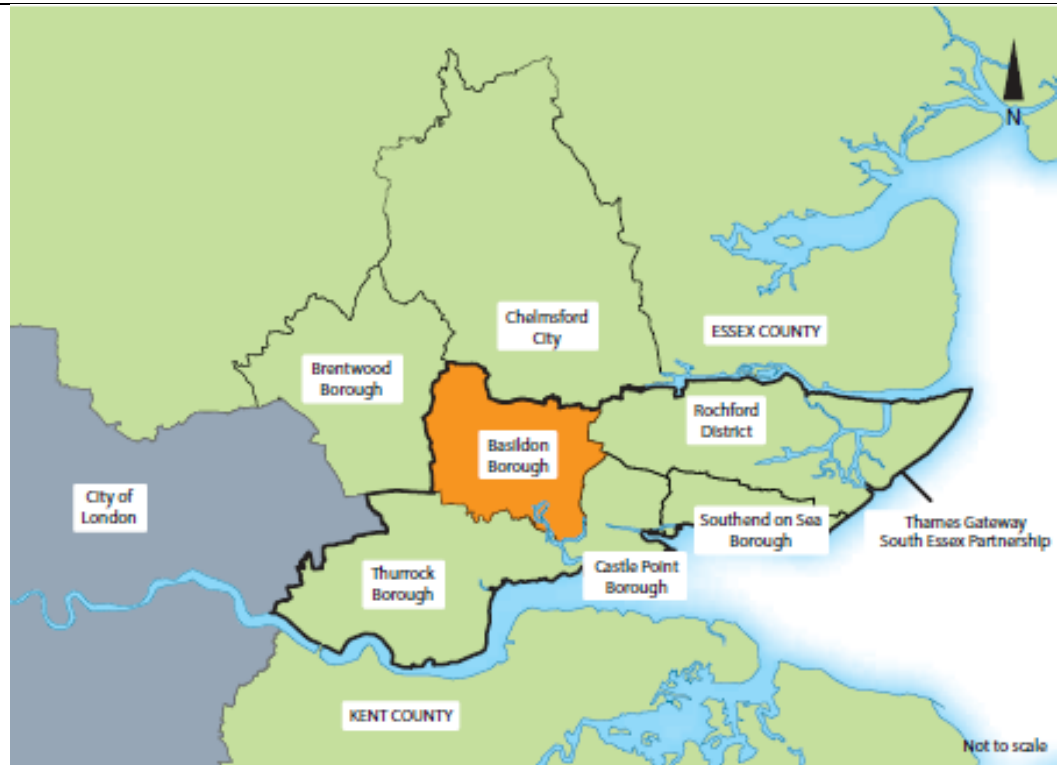 N
Chelmsford
City
ESSEX COUNTY
Brentwood
Borough
Rochford
District
Basildon
Borough
City of
London
Southend on Sea
Borough
Thames Gateway
South Essex Partnership
Thurrock
Borough
Castle Point
Borough
KENT COUNTY
Not to scale